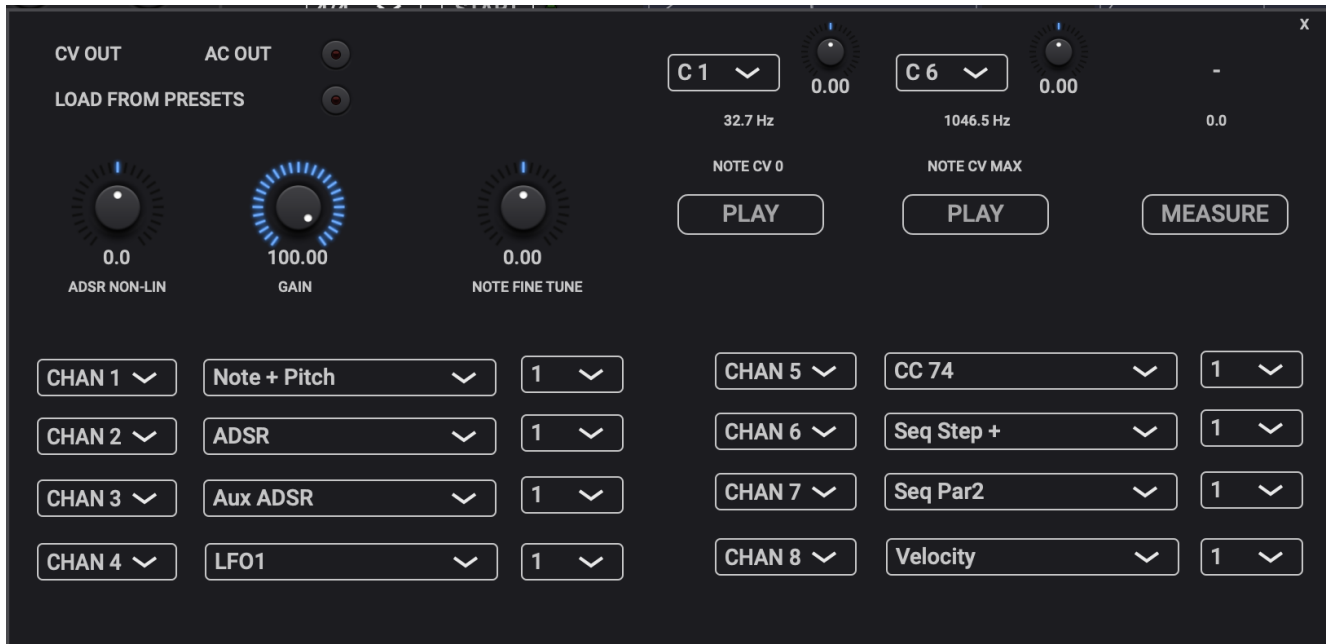 X
CV OUT AC OUT
LOAD FROM PRESETS
C 1 0.00 C 6 0.00 -
32.7 Hz 1046.5 Hz 0.0
NOTE CV 0 NOTE CV MAX
PLAY PLAY MEASURE
0.0 100.00 0.00
ADSR NON-LIN GAIN NOTE FINE TUNE
CHAN 1 Note + Pitch 1
CHAN 2 ADSR 1
CHAN 3 Aux ADSR 1
CHAN 4 LFO1 1
CHAN 5 CC 74 1
CHAN 6 Seq Step + 1
CHAN 7 Seq Par2 1
CHAN 8 Velocity 1